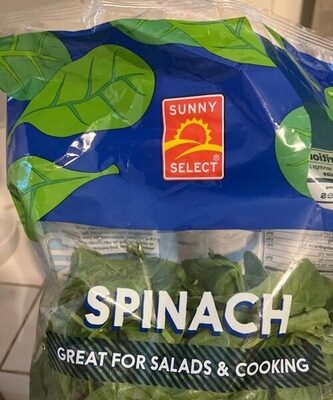 SUNNY
SELECT®
SPINACH
GREAT FOR SALADS & COOKING